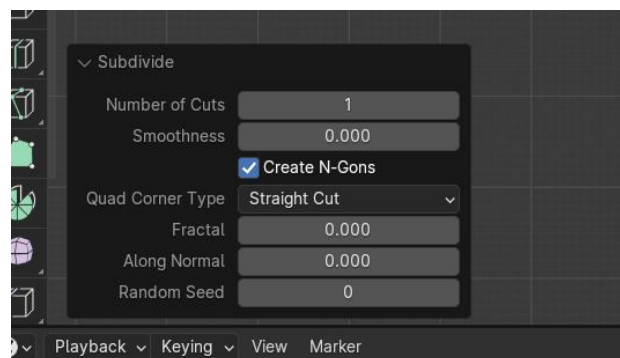 Subdivide
Number of Cuts 1
Smoothness 0.000
Create N-Gons
Quad Corner Type Straight Cut
Fractal 0.000
Along Normal 0.000
Random Seed 0
Playback Keying View Marker